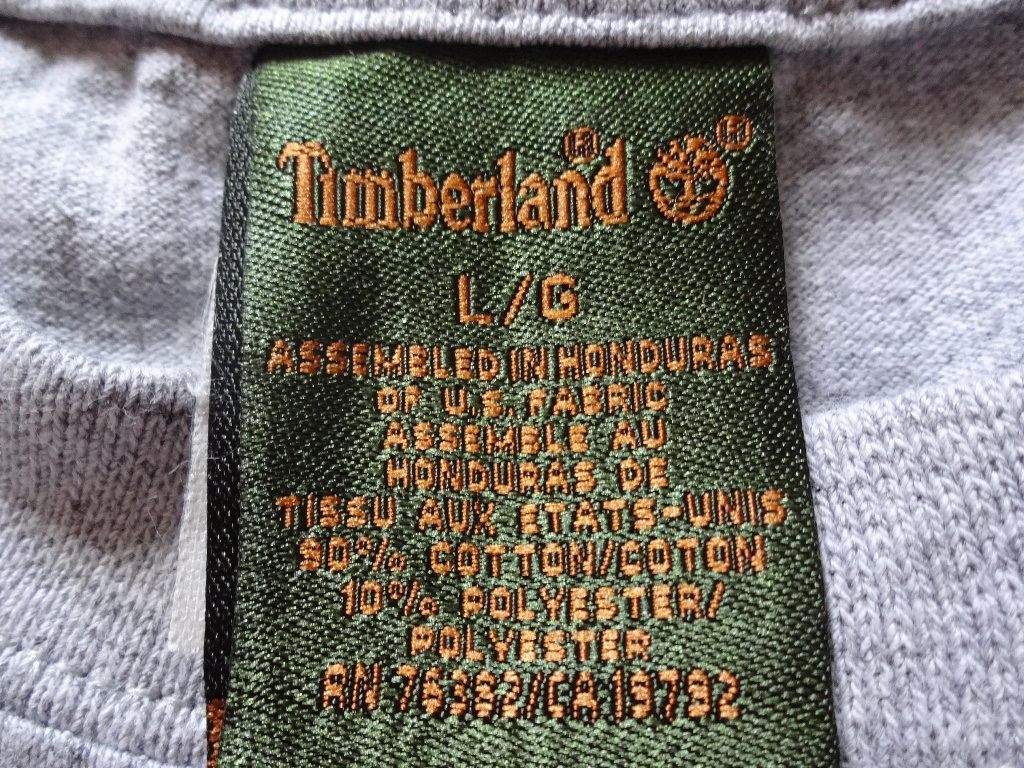 Timberland®
L/G
ASSEMBLED IN HONDURAS
OF U.S. FABRIC
ASSEMBLE AU
HONDURAS DE
TISSU AUX ETATS-UNIS
90% COTTON/COTON
10% POLYESTER/
POLYESTER
RN 76392/CA 19792